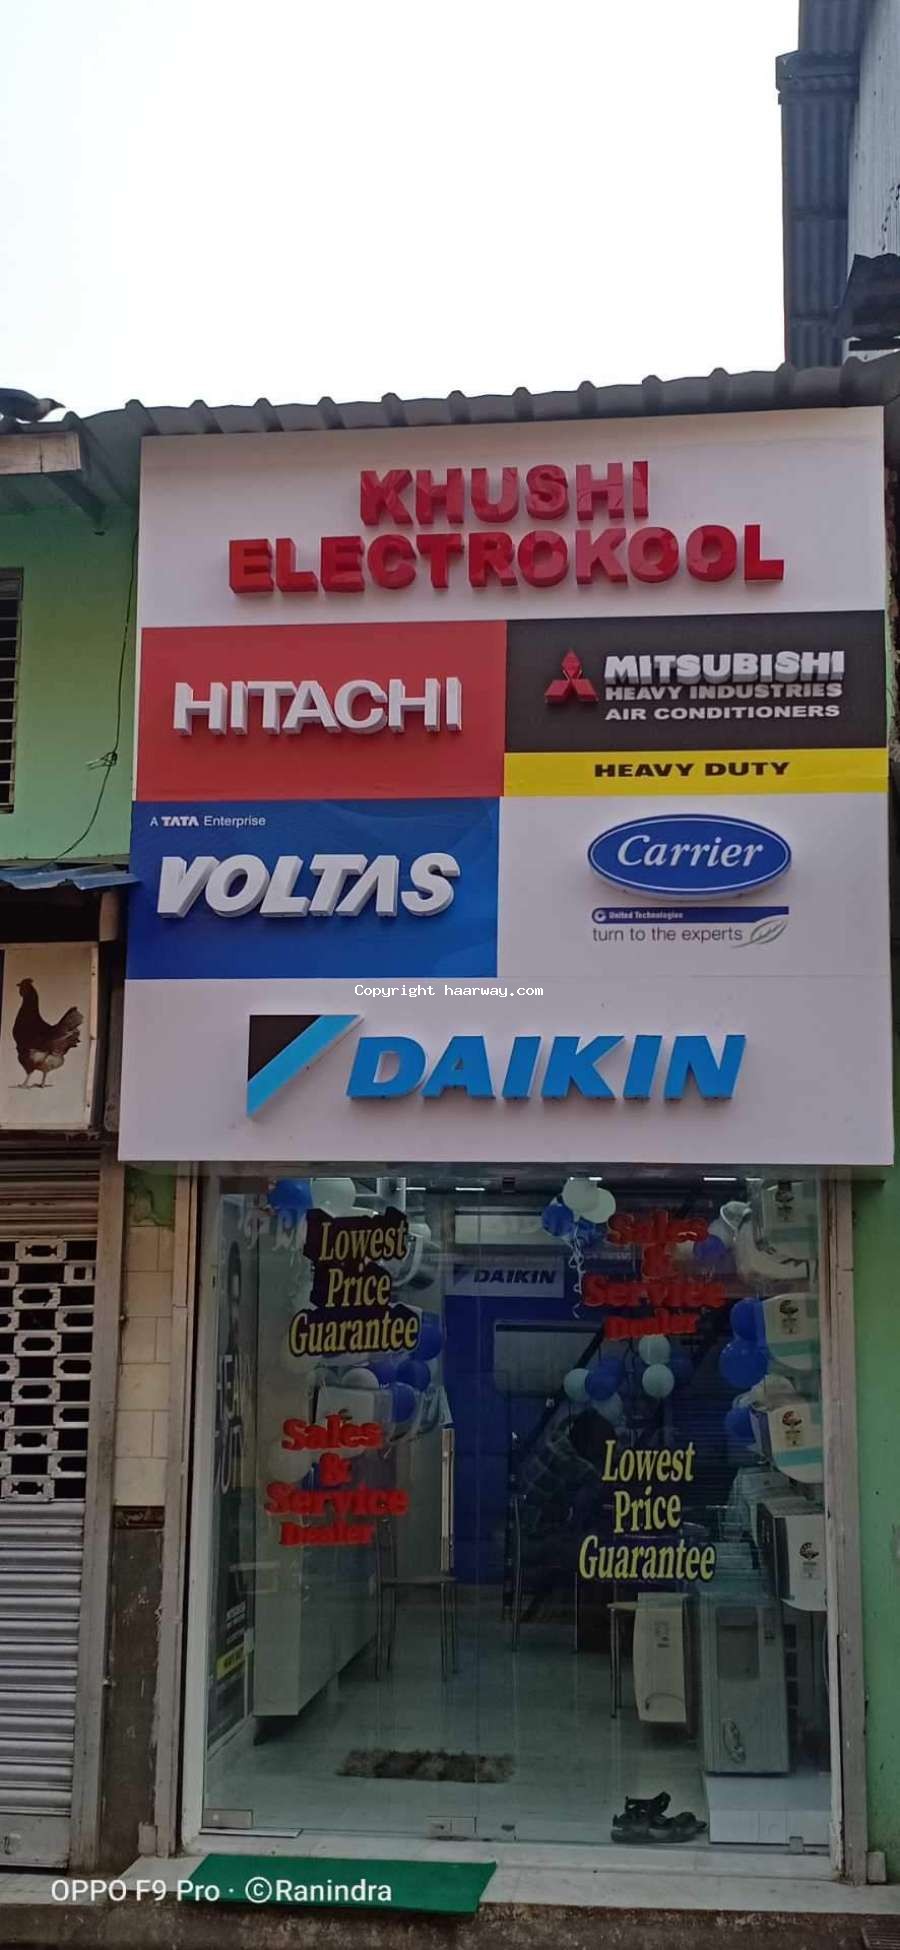 KHUSHI
ELECTROKOOL
HITACHI
MITSUBISHI
HEAVY INDUSTRIES
AIR CONDITIONERS
HEAVY DUTY
A TATA Enterprise
VOLTAS
Carrier
United Technologies
turn to the experts
Copyright haarway.com
DAIKIN
Lowest
Price
Guarantee
Sales
&
Service
Dealer
DAIKIN
Sales
&
Service
Dealer
Lowest
Price
Guarantee
OPPO F9 Pro · ©Ranindra